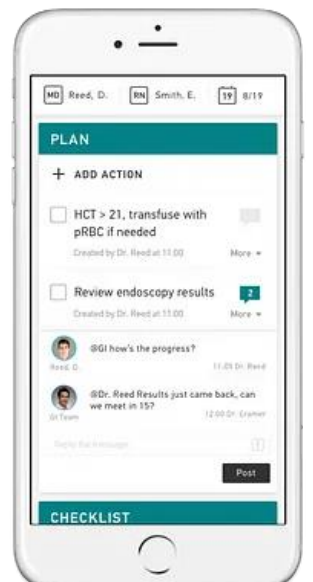 MD Reed, D. RN Smith, E. 19 8/19
PLAN
+ ADD ACTION
HCT > 21, transfuse with
pRBC if needed
Created by Dr. Reed at 11:00 More
Review endoscopy results 2
Created by Dr. Reed at 11:00 More
@GI how's the progress?
Reed, D. 11:05 Dr. Reed
@Dr. Reed Results just came back, can
we meet in 15?
GI Team 12:00 Dr. Cramer
Reply the message
Post
CHECKLIST